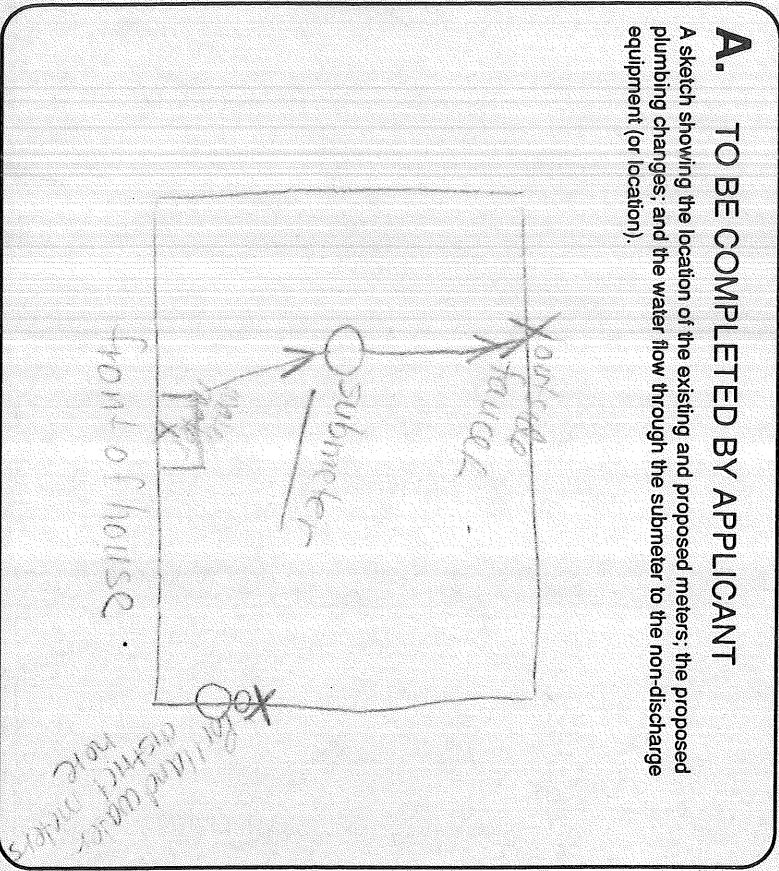 A. TO BE COMPLETED BY APPLICANT
A sketch showing the location of the existing and proposed meters; the proposed
plumbing changes; and the water flow through the submeter to the non-discharge
equipment (or location).
outside
faucet
submeter
main
meter
front of house
water
district meters